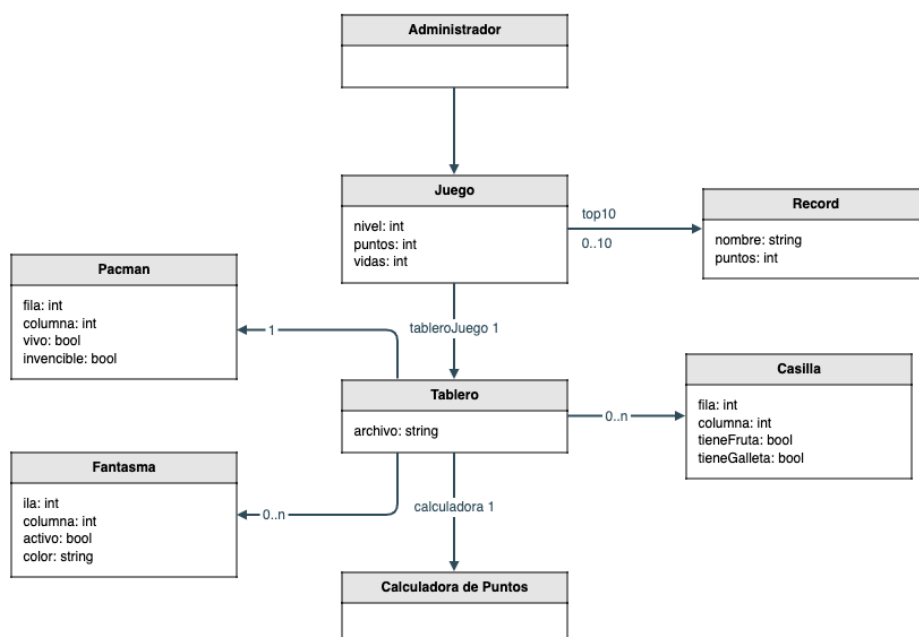 Administrador
Juego
nivel: int
puntos: int
vidas: int
top10
0..10
Record
nombre: string
puntos: int
Pacman
fila: int
columna: int
vivo: bool
invencible: bool
1
tableroJuego 1
Tablero
archivo: string
0..n
Casilla
fila: int
columna: int
tieneFruta: bool
tieneGalleta: bool
Fantasma
ila: int
columna: int
activo: bool
color: string
0..n
calculadora 1
Calculadora de Puntos